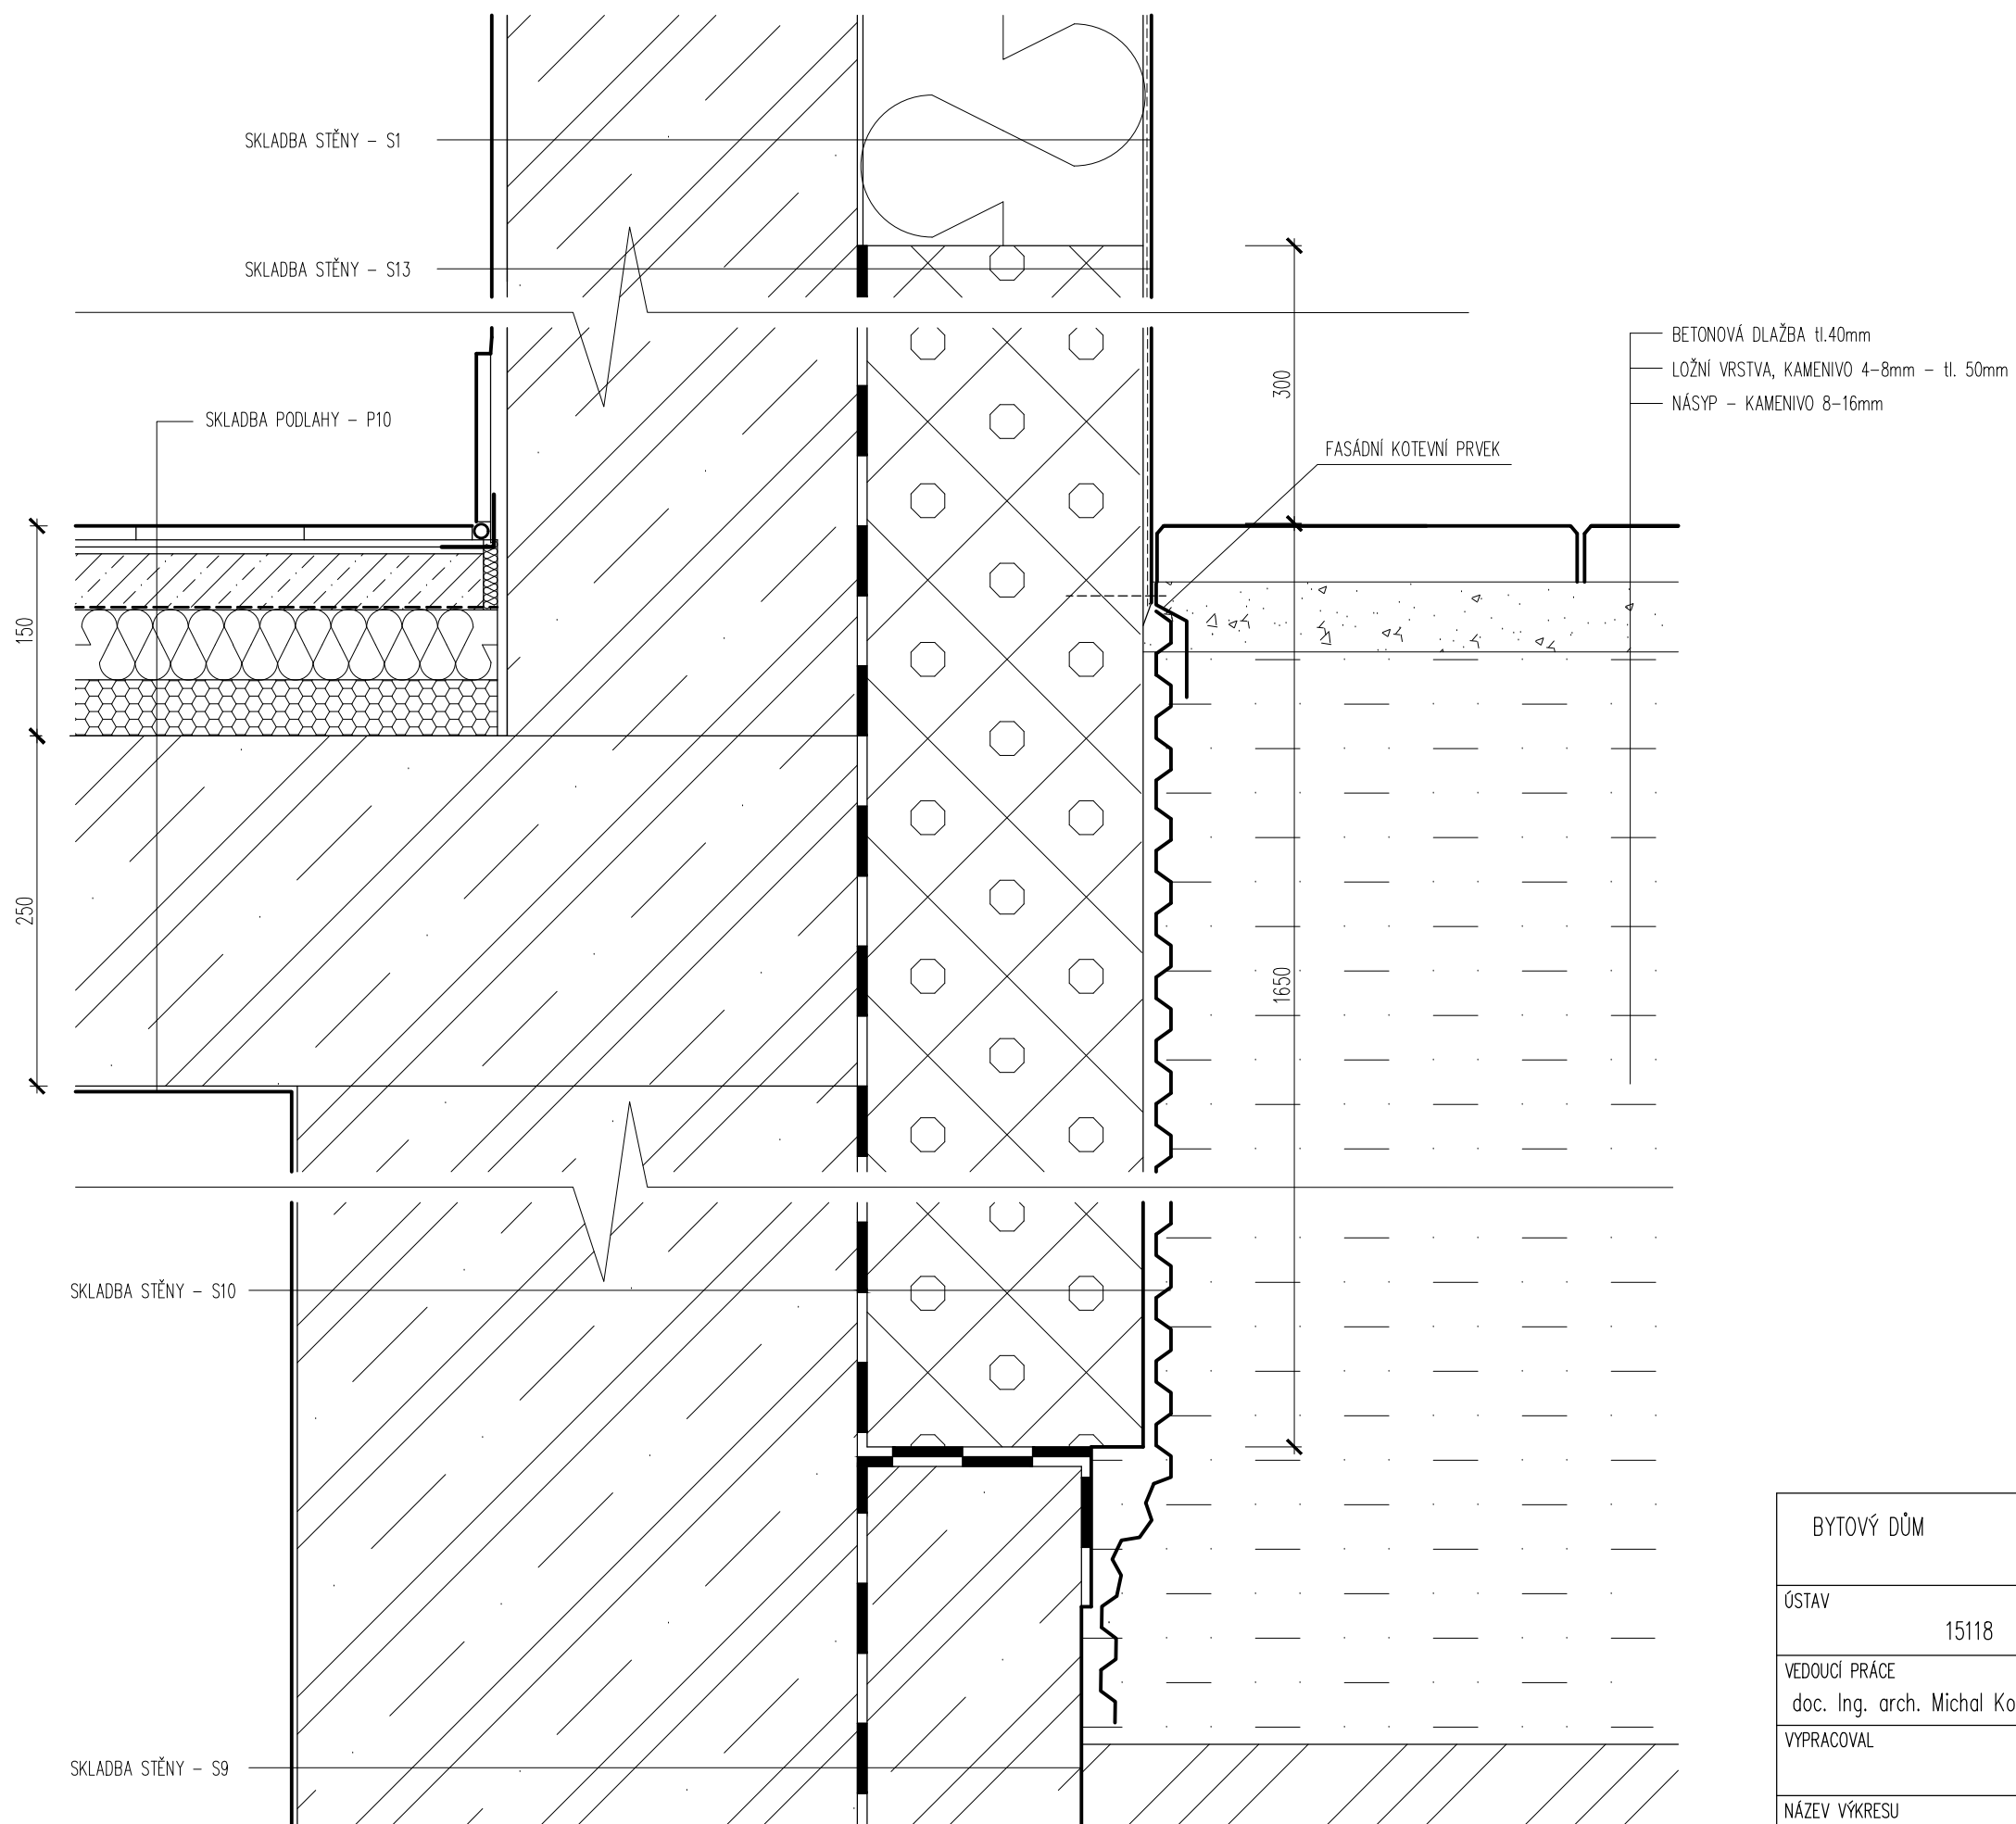 SKLADBA STĚNY - S1
SKLADBA STĚNY - S13
BETONOVÁ DLAŽBA tl.40mm
LOŽNÍ VRSTVA, KAMENIVO 4-8mm - tl. 50mm
NÁSYP - KAMENIVO 8-16mm
300
SKLADBA PODLAHY - P10
FASÁDNÍ KOTEVNÍ PRVEK
150
250
1650
SKLADBA STĚNY - S10
BYTOVÝ DŮM
ÚSTAV
15118
VEDOUCÍ PRÁCE
doc. Ing. arch. Michal Ko
VYPRACOVAL
SKLADBA STĚNY - S9
NÁZEV VÝKRESU